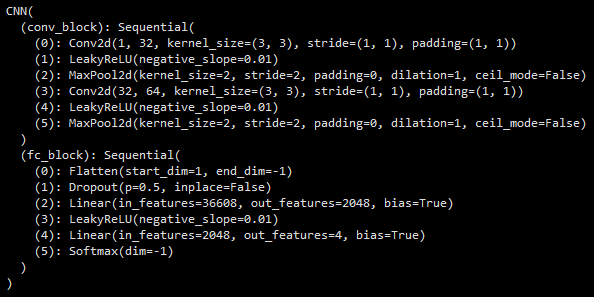 CNN(
  (conv_block): Sequential(
    (0): Conv2d(1, 32, kernel_size=(3, 3), stride=(1, 1), padding=(1, 1))
    (1): LeakyReLU(negative_slope=0.01)
    (2): MaxPool2d(kernel_size=2, stride=2, padding=0, dilation=1, ceil_mode=False)
    (3): Conv2d(32, 64, kernel_size=(3, 3), stride=(1, 1), padding=(1, 1))
    (4): LeakyReLU(negative_slope=0.01)
    (5): MaxPool2d(kernel_size=2, stride=2, padding=0, dilation=1, ceil_mode=False)
  )
  (fc_block): Sequential(
    (0): Flatten(start_dim=1, end_dim=-1)
    (1): Dropout(p=0.5, inplace=False)
    (2): Linear(in_features=36608, out_features=2048, bias=True)
    (3): LeakyReLU(negative_slope=0.01)
    (4): Linear(in_features=2048, out_features=4, bias=True)
    (5): Softmax(dim=-1)
  )
)